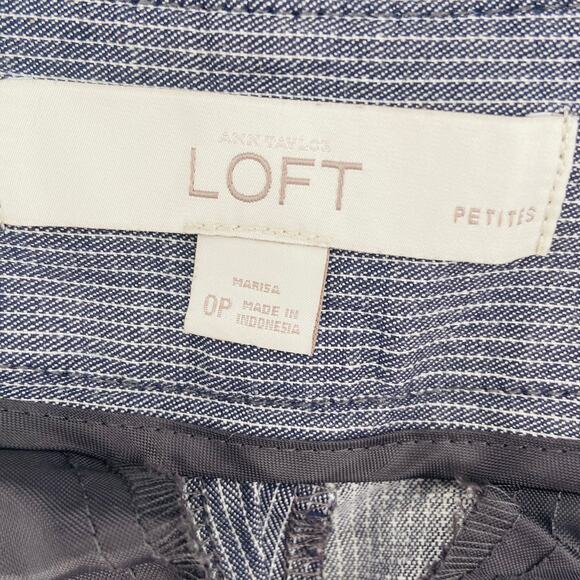 ANN TAYLOR
LOFT
PETITES
MARISA
0P MADE IN
INDONESIA